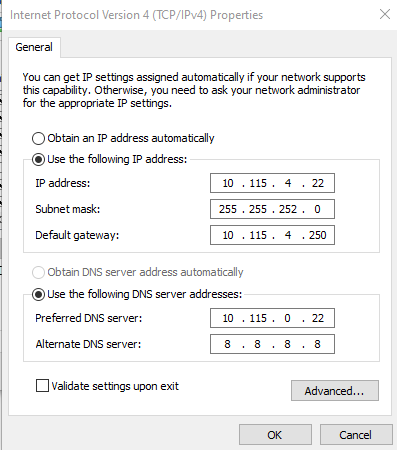 Internet Protocol Version 4 (TCP/IPv4) Properties
General
You can get IP settings assigned automatically if your network supports
this capability. Otherwise, you need to ask your network administrator
for the appropriate IP settings.
Obtain an IP address automatically
Use the following IP address:
IP address: 10 . 115 . 4 . 22
Subnet mask: 255 . 255 . 252 . 0
Default gateway: 10 . 115 . 4 . 250
Obtain DNS server address automatically
Use the following DNS server addresses:
Preferred DNS server: 10 . 115 . 0 . 22
Alternate DNS server: 8 . 8 . 8 . 8
Validate settings upon exit
Advanced...
OK Cancel